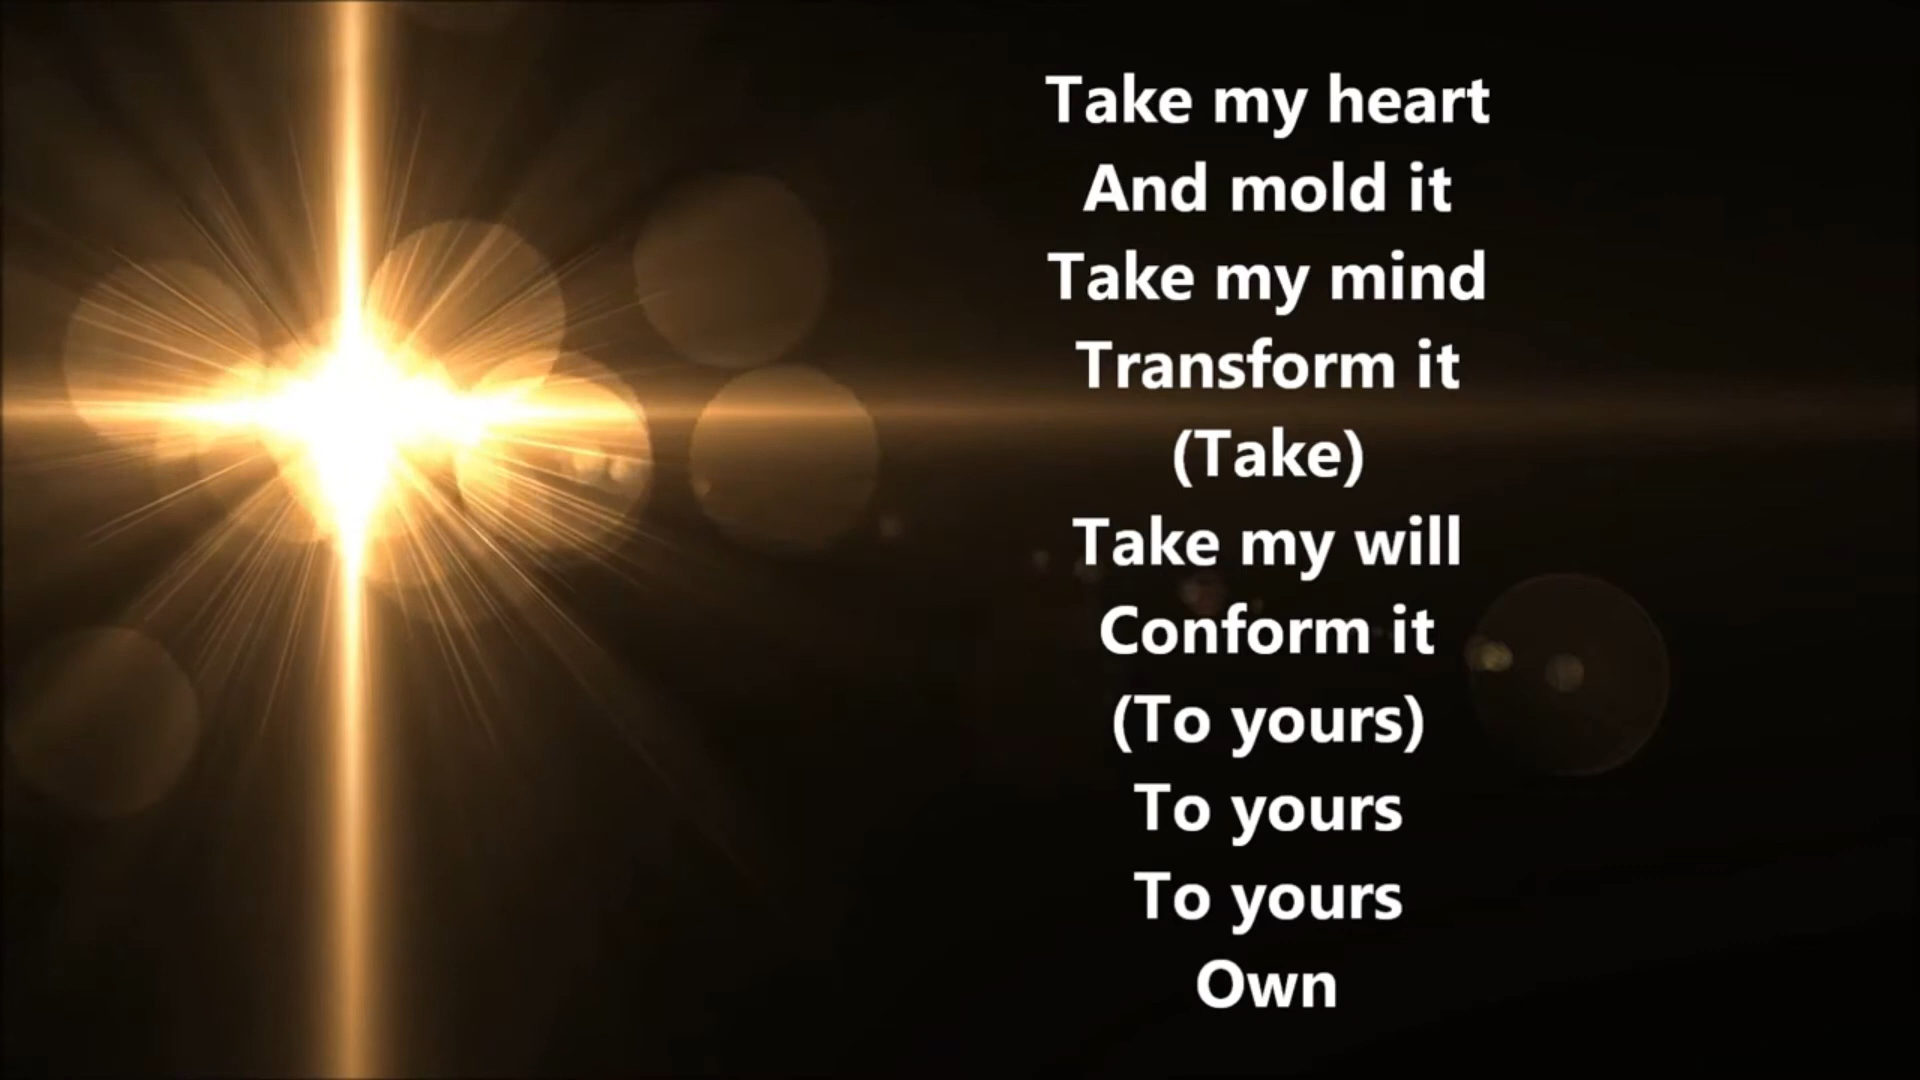 Take my heart
And mold it
Take my mind
Transform it
(Take)
Take my will
Conform it
(To yours)
To yours
To yours
Own